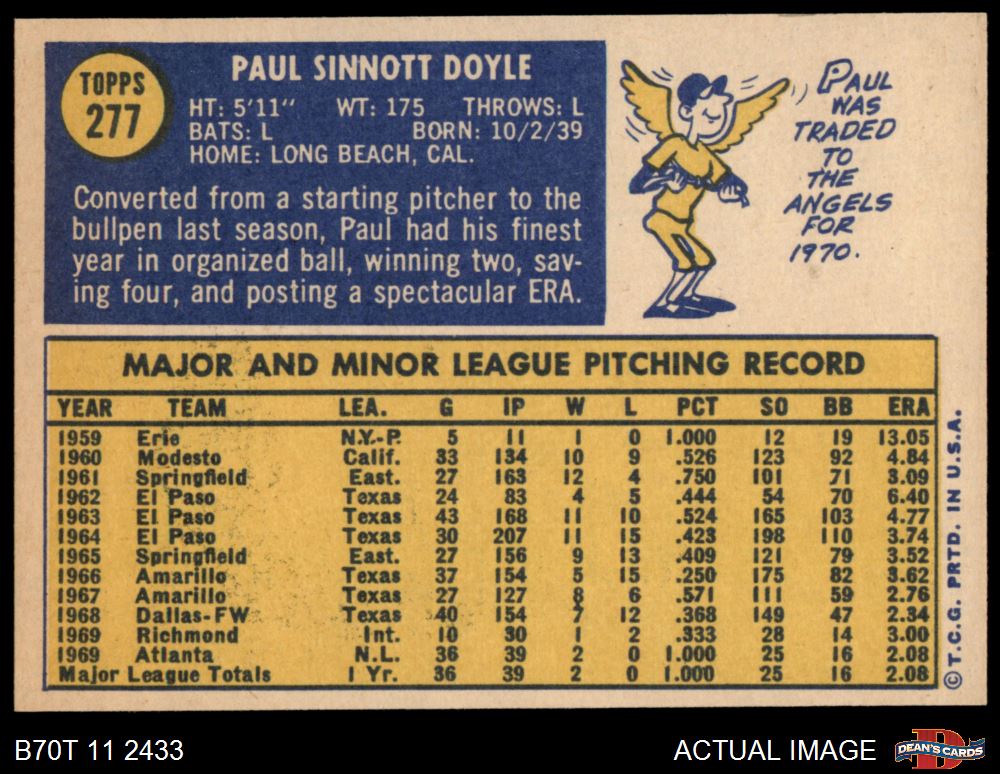 TOPPS
277
PAUL SINNOTT DOYLE
HT: 5'11" WT: 175 THROWS: L
BATS: L BORN: 10/2/39
HOME: LONG BEACH, CAL.
Converted from a starting pitcher to the
bullpen last season, Paul had his finest
year in organized ball, winning two, sav-
ing four, and posting a spectacular ERA.
PAUL
WAS
TRADED
TO
THE
ANGELS
FOR
1970.
MAJOR AND MINOR LEAGUE PITCHING RECORD
YEAR TEAM LEA. G IP W L PCT SO BB ERA
1959 Erie N.Y.-P. 5 11 1 0 1.000 12 19 13.05
1960 Modesto Calif. 33 134 10 9 .526 123 92 4.84
1961 Springfield East. 27 163 12 4 .750 101 71 3.09
1962 El Paso Texas 24 83 4 5 .444 54 70 6.40
1963 El Paso Texas 43 168 11 10 .524 165 103 4.77
1964 El Paso Texas 30 207 11 15 .423 198 110 3.74
1965 Springfield East. 27 156 9 13 .409 121 79 3.52
1966 Amarillo Texas 37 154 5 15 .250 175 82 3.62
1967 Amarillo Texas 27 127 8 6 .571 111 59 2.76
1968 Dallas-FW Texas 40 154 7 12 .368 149 47 2.34
1969 Richmond Int. 10 30 1 2 .333 28 14 3.00
1969 Atlanta N.L. 36 39 2 0 1.000 25 16 2.08
Major League Totals 1 Yr. 36 39 2 0 1.000 25 16 2.08
© T.C.G. PRTD. IN U.S.A.
B70T 11 2433
ACTUAL IMAGE
D
DEAN'S CARDS